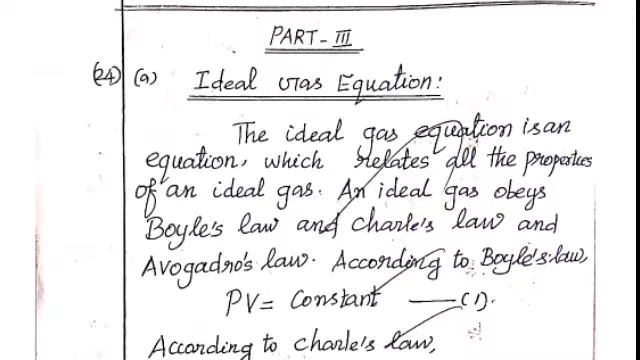 PART - III
(24) (a) Ideal Gas Equation:
The ideal gas equation is an
equation, which relates all the properties
of an ideal gas. An ideal gas obeys
Boyle's law and Charle's law and
Avogadro's law. According to Boyle's law,
PV = Constant —(1).
According to Charle's law,